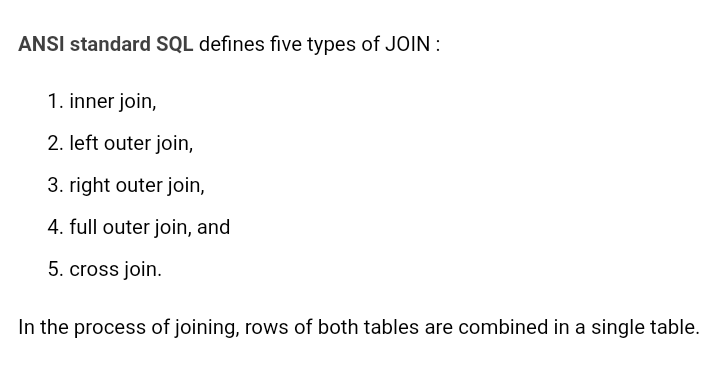 ANSI standard SQL defines five types of JOIN :
1. inner join,
2. left outer join,
3. right outer join,
4. full outer join, and
5. cross join.
In the process of joining, rows of both tables are combined in a single table.